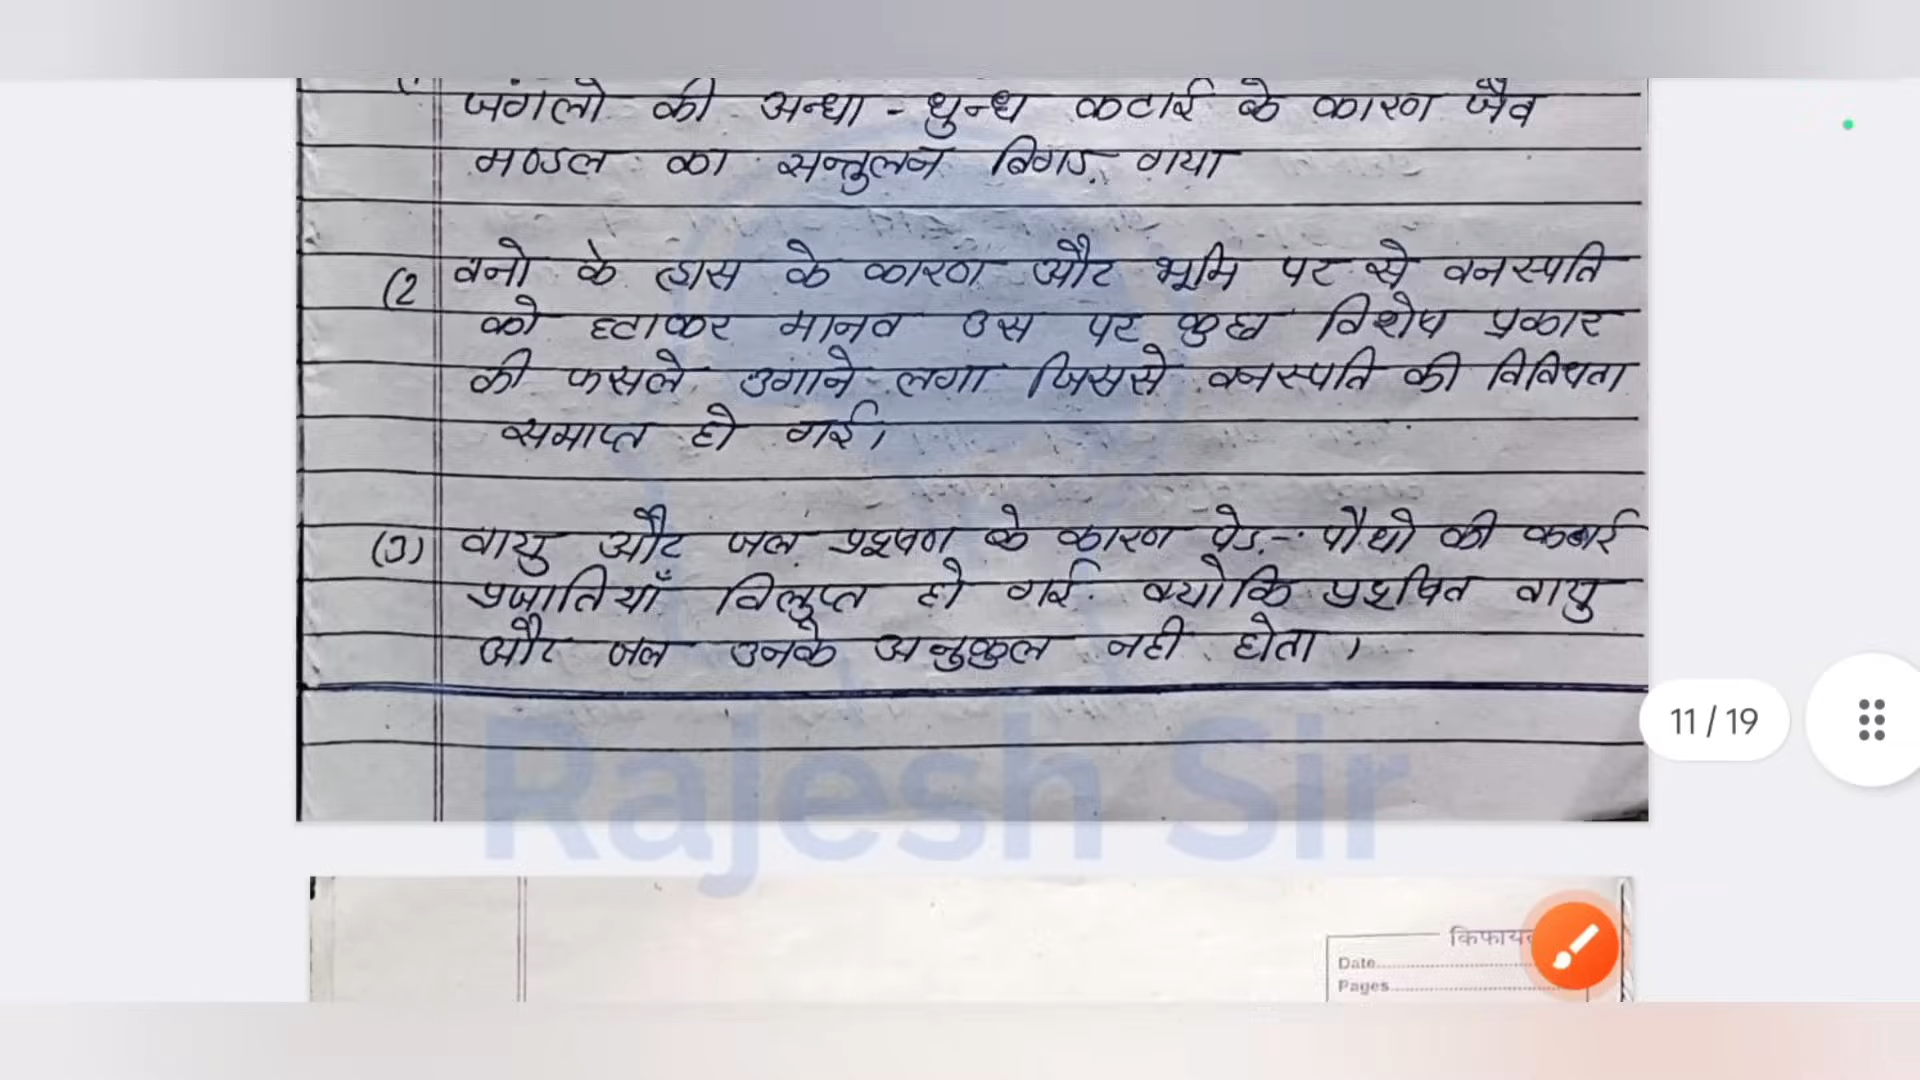 जंगलो की अन्धा - धुन्ध कटाई के कारण जैव
मण्डल का सन्तुलन बिगड़ गया
(2 वनो के ह्रास के कारण और भूमि पर से वनस्पति
को हटाकर मानव उस पर कुछ विशेष प्रकार
की फसले उगाने लगा जिससे वनस्पति की विविधता
समाप्त हो गई।
(3) वायु और जल प्रदूषण के कारण पेड़ - पौधो की
प्रजातियाँ विलुप्त हो गई क्योकि प्रदूषित वायु
और जल उनके अनुकुल नही होता।
Rajesh Sir
11 / 19
Date
Pages